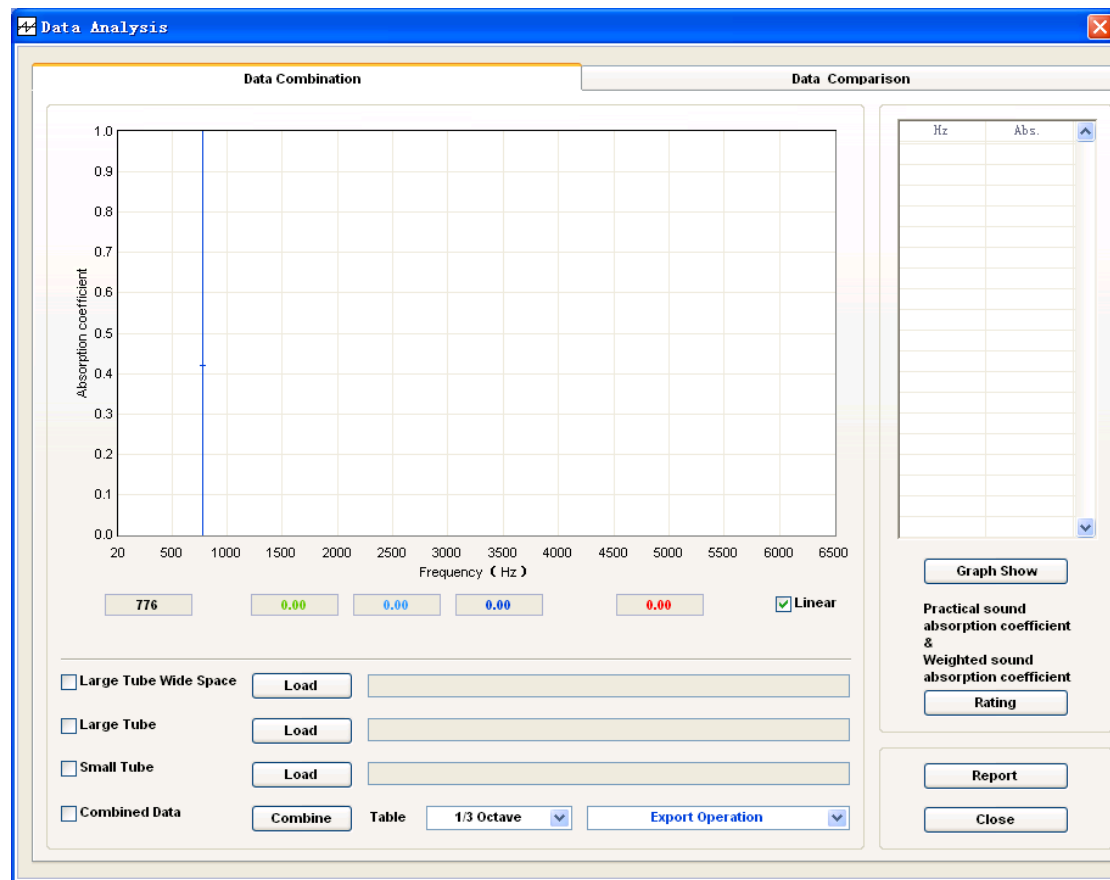 Data Analysis
Data Combination
Data Comparison
1.0
0.9
0.8
0.7
0.6
0.5
0.4
0.3
0.2
0.1
0.0
Absorption coefficient
20 500 1000 1500 2000 2500 3000 3500 4000 4500 5000 5500 6000 6500
Frequency ( Hz )
776 0.00 0.00 0.00 0.00 Linear
Large Tube Wide Space Load
Large Tube Load
Small Tube Load
Combined Data Combine Table 1/3 Octave Export Operation
Hz Abs.
Graph Show
Practical sound
absorption coefficient
&
Weighted sound
absorption coefficient
Rating
Report
Close